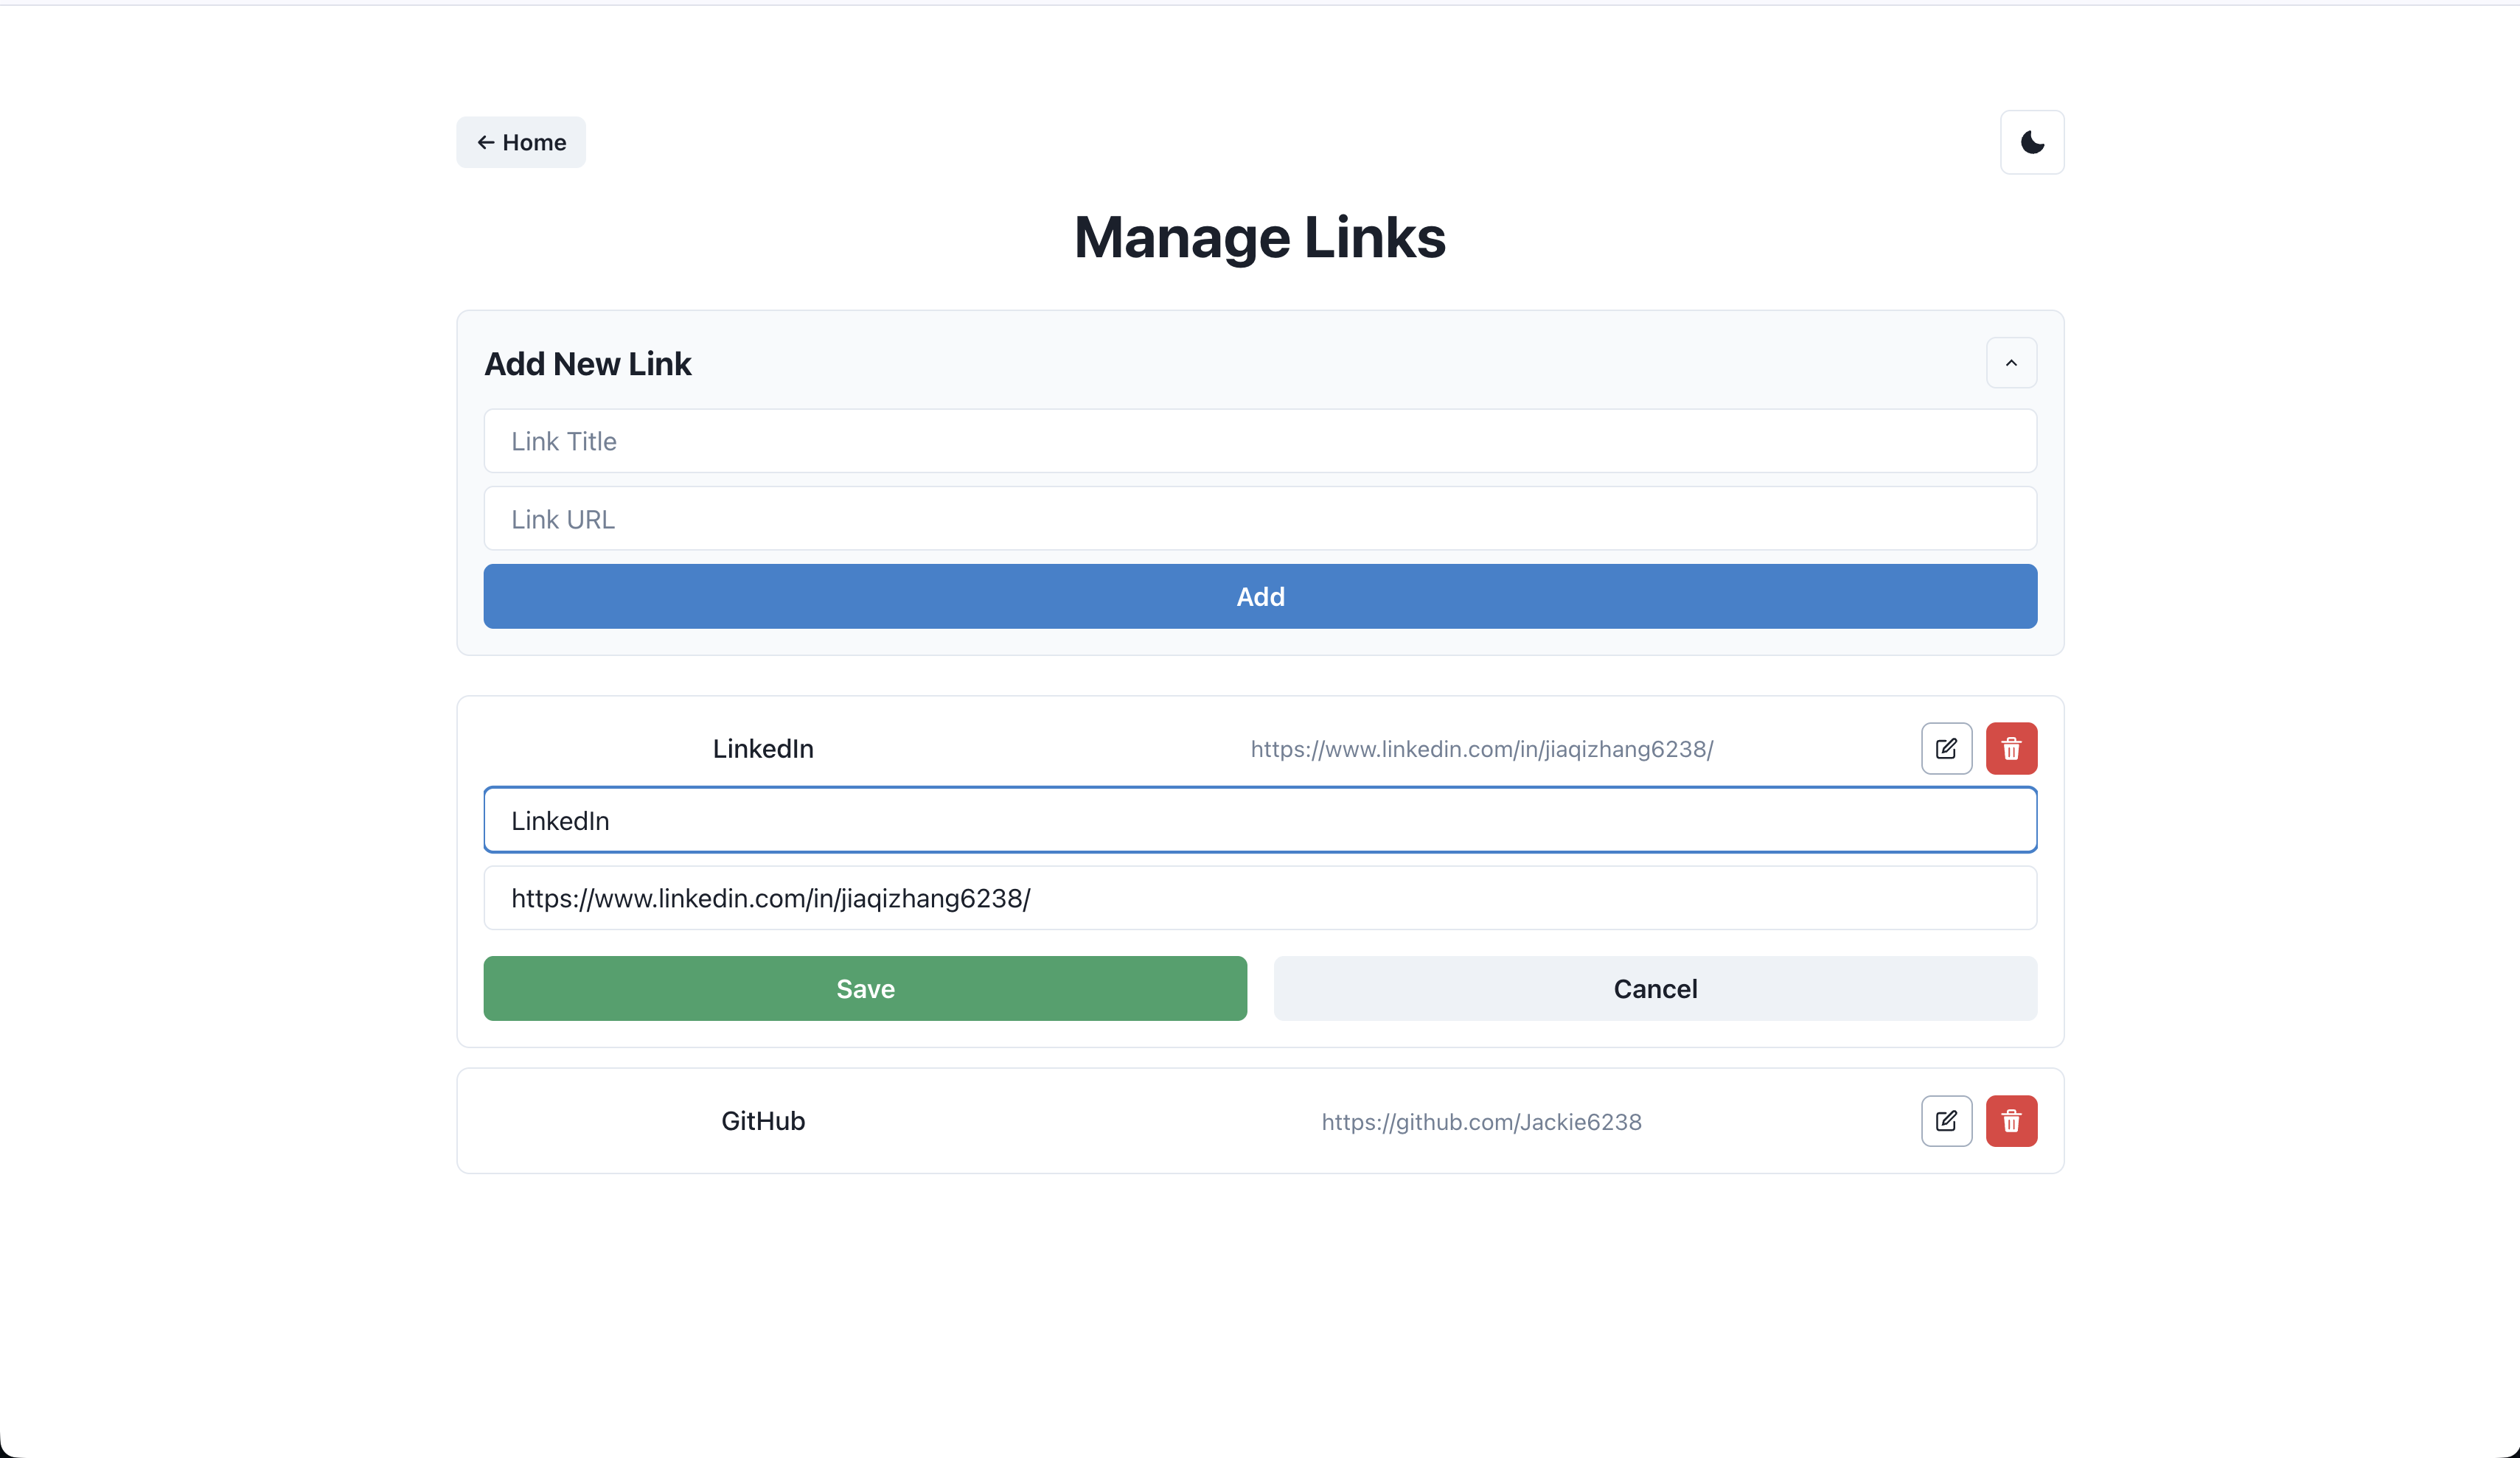 ← Home
Manage Links
Add New Link
Link Title
Link URL
Add
LinkedIn https://www.linkedin.com/in/jiaqizhang6238/
LinkedIn
https://www.linkedin.com/in/jiaqizhang6238/
Save Cancel
GitHub https://github.com/Jackie6238